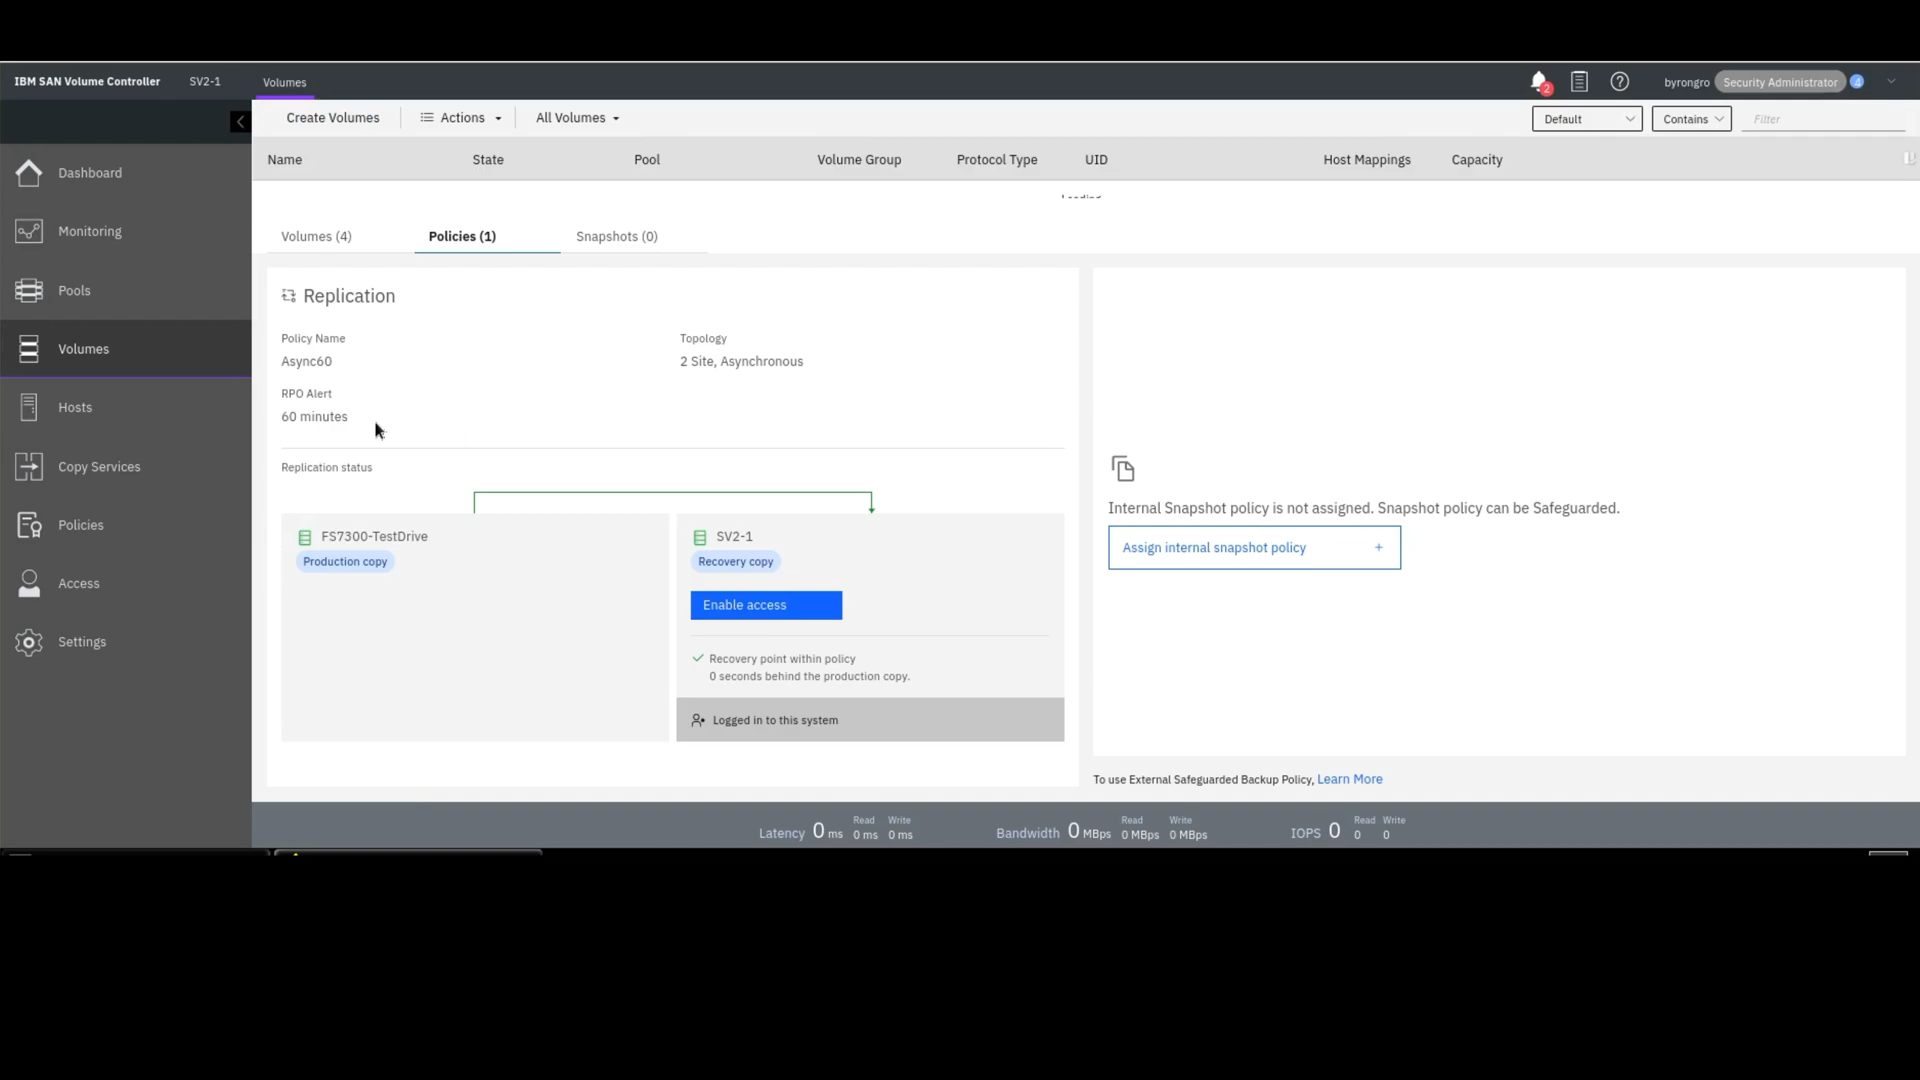 IBM SAN Volume Controller SV2-1 Volumes 2 byrongro Security Administrator 4
Create Volumes Actions All Volumes Default Contains Filter
Name State Pool Volume Group Protocol Type UID Host Mappings Capacity
Dashboard
Monitoring
Pools
Volumes
Hosts
Copy Services
Policies
Access
Settings
Volumes (4) Policies (1) Snapshots (0)
Replication
Policy Name
Async60
Topology
2 Site, Asynchronous
RPO Alert
60 minutes
Replication status
FS7300-TestDrive
Production copy
SV2-1
Recovery copy
Enable access
Recovery point within policy
0 seconds behind the production copy.
Logged in to this system
Internal Snapshot policy is not assigned. Snapshot policy can be Safeguarded.
Assign internal snapshot policy +
To use External Safeguarded Backup Policy, Learn More
Latency 0 ms Read 0 ms Write 0 ms
Bandwidth 0 MBps Read 0 MBps Write 0 MBps
IOPS 0 Read 0 Write 0